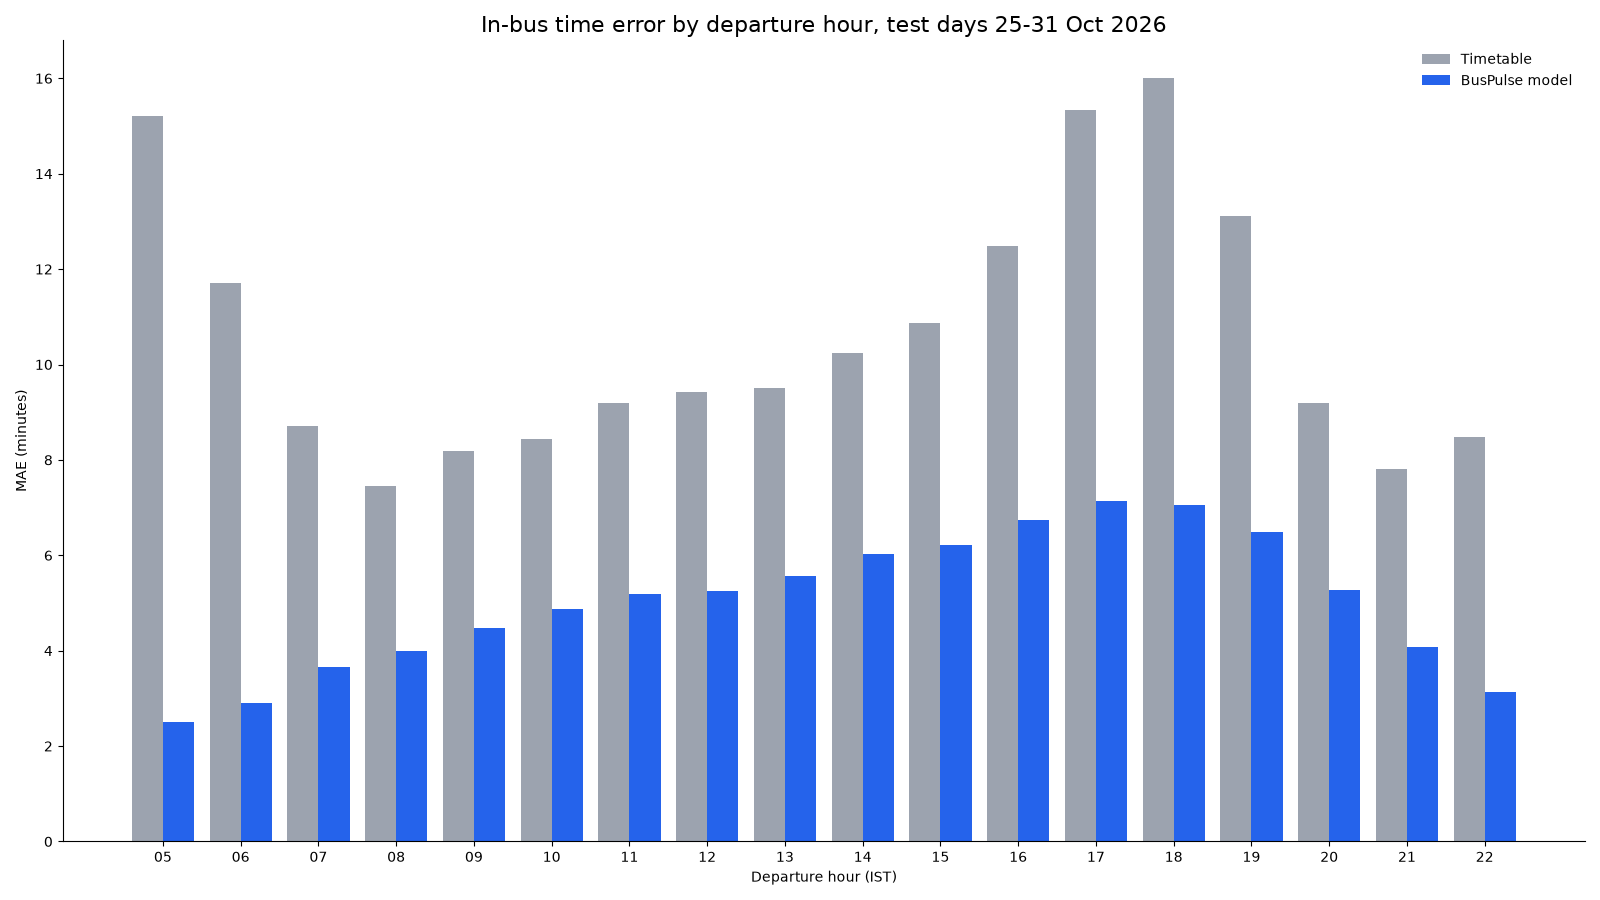 In-bus time error by departure hour, test days 25-31 Oct 2026
Timetable
BusPulse model
MAE (minutes)
16
14
12
10
8
6
4
2
0
05 06 07 08 09 10 11 12 13 14 15 16 17 18 19 20 21 22
Departure hour (IST)